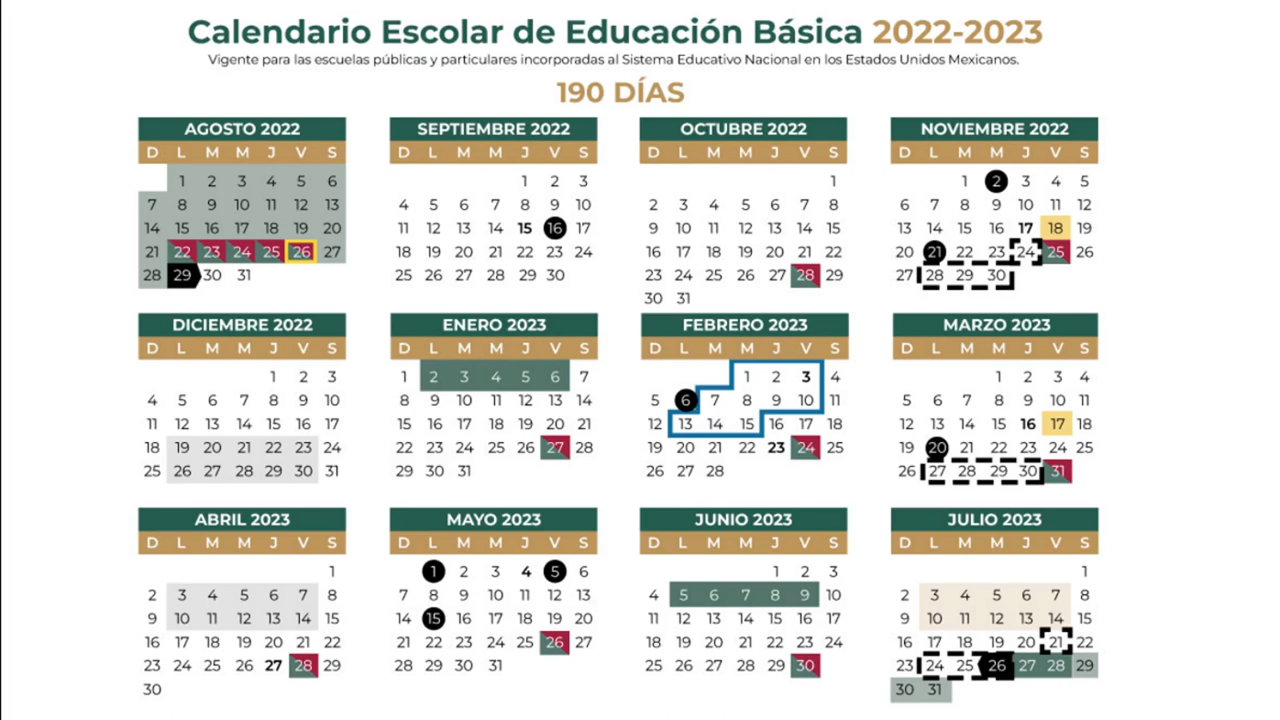 Calendario Escolar de Educación Básica 2022-2023
Vigente para las escuelas públicas y particulares incorporadas al Sistema Educativo Nacional en los Estados Unidos Mexicanos.
190 DÍAS
AGOSTO 2022
D L M M J V S
1 2 3 4 5 6
7 8 9 10 11 12 13
14 15 16 17 18 19 20
21 22 23 24 25 26 27
28 29 30 31
SEPTIEMBRE 2022
D L M M J V S
1 2 3
4 5 6 7 8 9 10
11 12 13 14 15 16 17
18 19 20 21 22 23 24
25 26 27 28 29 30
OCTUBRE 2022
D L M M J V S
1
2 3 4 5 6 7 8
9 10 11 12 13 14 15
16 17 18 19 20 21 22
23 24 25 26 27 28 29
30 31
NOVIEMBRE 2022
D L M M J V S
1 2 3 4 5
6 7 8 9 10 11 12
13 14 15 16 17 18 19
20 21 22 23 24 25 26
27 28 29 30
DICIEMBRE 2022
D L M M J V S
1 2 3
4 5 6 7 8 9 10
11 12 13 14 15 16 17
18 19 20 21 22 23 24
25 26 27 28 29 30 31
ENERO 2023
D L M M J V S
1 2 3 4 5 6 7
8 9 10 11 12 13 14
15 16 17 18 19 20 21
22 23 24 25 26 27 28
29 30 31
FEBRERO 2023
D L M M J V S
1 2 3 4
5 6 7 8 9 10 11
12 13 14 15 16 17 18
19 20 21 22 23 24 25
26 27 28
MARZO 2023
D L M M J V S
1 2 3 4
5 6 7 8 9 10 11
12 13 14 15 16 17 18
19 20 21 22 23 24 25
26 27 28 29 30 31
ABRIL 2023
D L M M J V S
1
2 3 4 5 6 7 8
9 10 11 12 13 14 15
16 17 18 19 20 21 22
23 24 25 26 27 28 29
30
MAYO 2023
D L M M J V S
1 2 3 4 5 6
7 8 9 10 11 12 13
14 15 16 17 18 19 20
21 22 23 24 25 26 27
28 29 30 31
JUNIO 2023
D L M M J V S
1 2 3
4 5 6 7 8 9 10
11 12 13 14 15 16 17
18 19 20 21 22 23 24
25 26 27 28 29 30
JULIO 2023
D L M M J V S
1
2 3 4 5 6 7 8
9 10 11 12 13 14 15
16 17 18 19 20 21 22
23 24 25 26 27 28 29
30 31